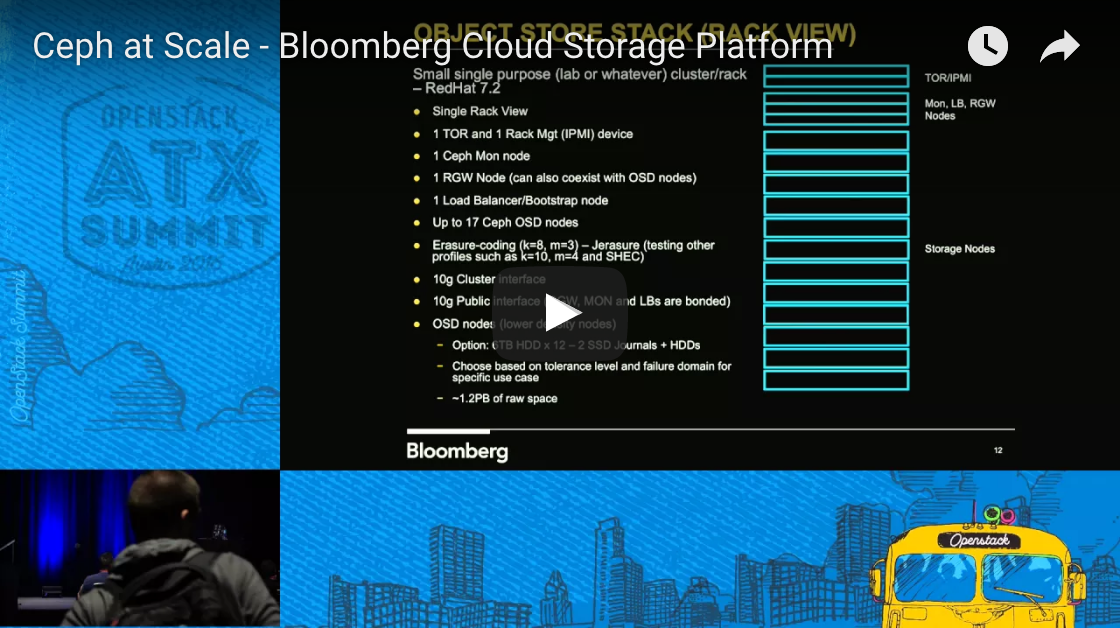 Ceph at Scale - Bloomberg Cloud Storage Platform
OBJECT STORE STACK (RACK VIEW)
Small single purpose (lab or whatever) cluster/rack
– RedHat 7.2
Single Rack View
1 TOR and 1 Rack Mgt (IPMI) device
1 Ceph Mon node
1 RGW Node (can also coexist with OSD nodes)
1 Load Balancer/Bootstrap node
Up to 17 Ceph OSD nodes
Erasure-coding (k=8, m=3) – Jerasure (testing other
profiles such as k=10, m=4 and SHEC)
10g Cluster interface
10g Public interface (RGW, MON and LBs are bonded)
OSD nodes (lower density nodes)
– Option: 6TB HDD x 12 – 2 SSD Journals + HDDs
– Choose based on tolerance level and failure domain for
specific use case
– ~1.2PB of raw space
TOR/IPMI
Mon, LB, RGW
Nodes
Storage Nodes
Bloomberg
12
OPENSTACK
ATX
SUMMIT
Austin 2016
OpenStack Summit
Openstack